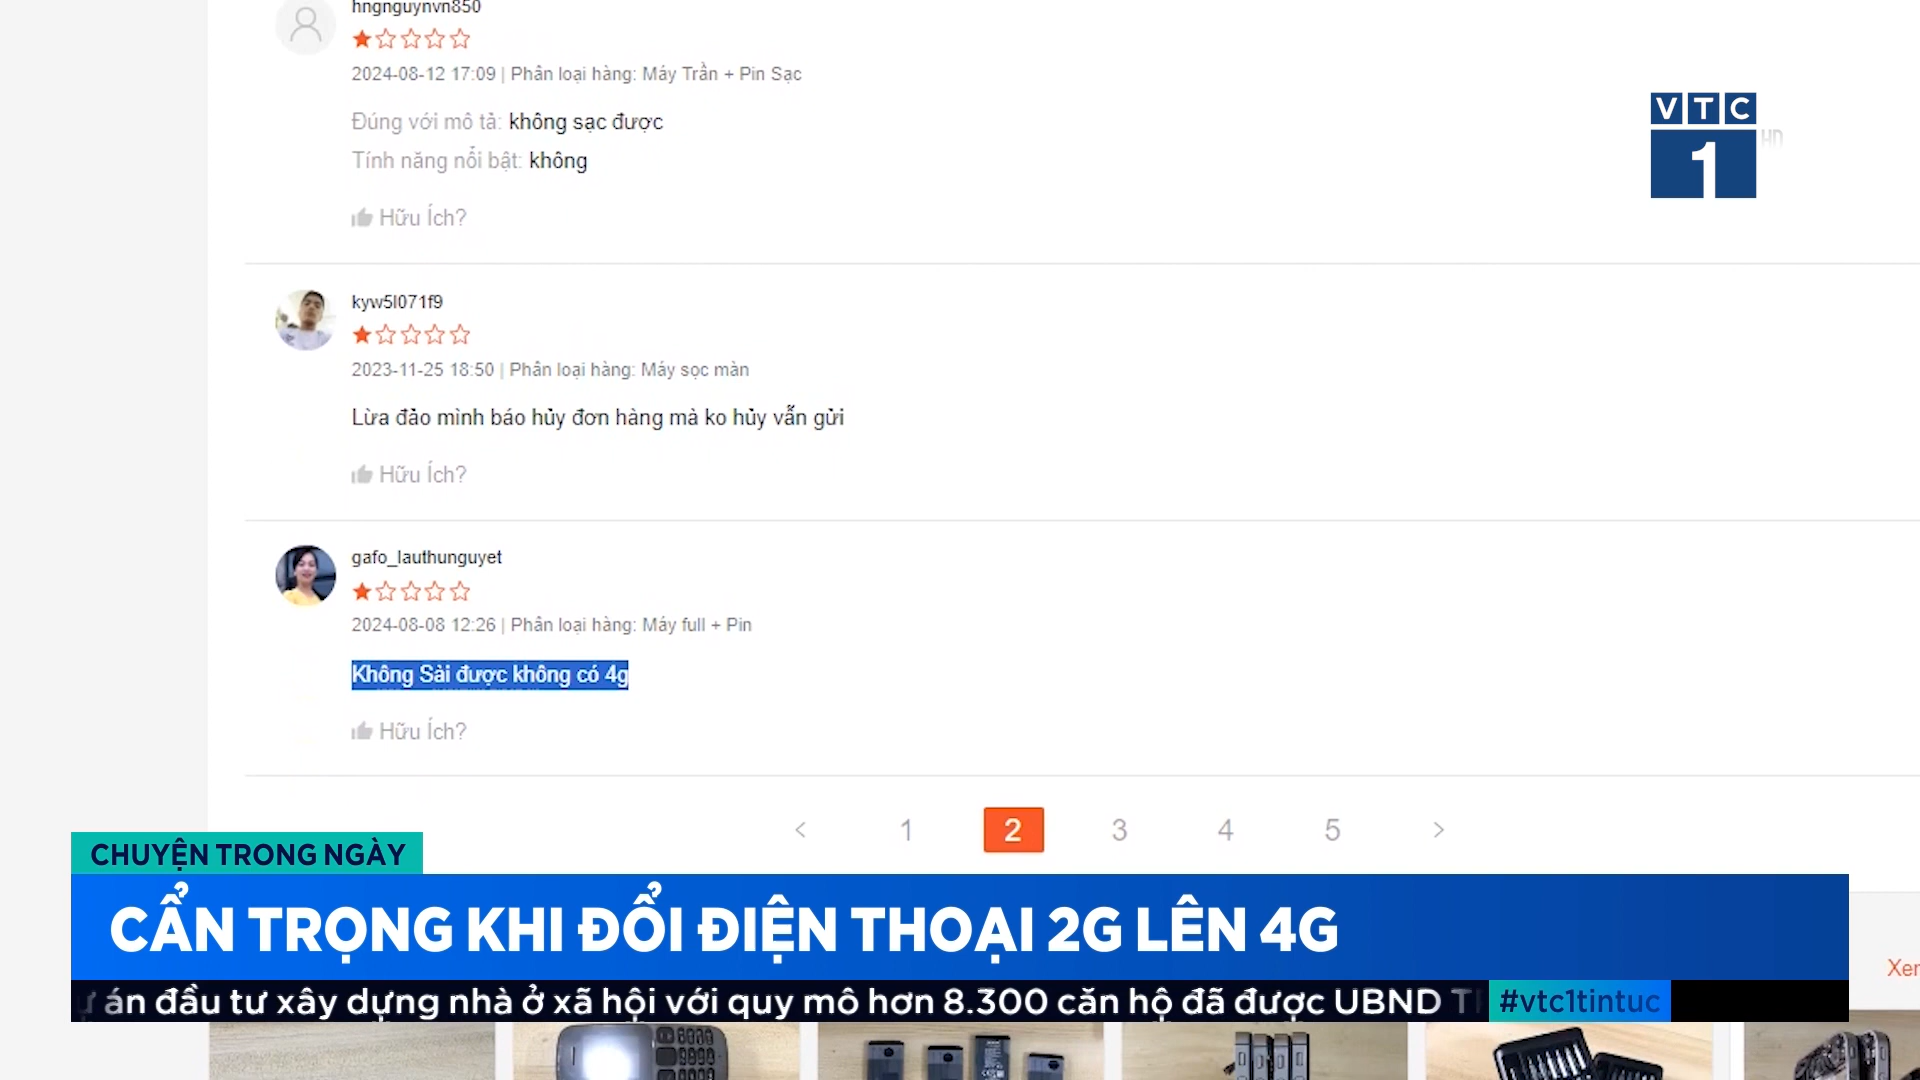 hngnguynvn850
2024-08-12 17:09 | Phân loại hàng: Máy Trần + Pin Sạc
Đúng với mô tả: không sạc được
Tính năng nổi bật: không
Hữu Ích?
VTC
1
HD
kyw5l071f9
2023-11-25 18:50 | Phân loại hàng: Máy sọc màn
Lừa đảo mình báo hủy đơn hàng mà ko hủy vẫn gửi
Hữu Ích?
gafo_lauthunguyet
2024-08-08 12:26 | Phân loại hàng: Máy full + Pin
Không Sài được không có 4g
Hữu Ích?
< 1 2 3 4 5 >
CHUYỆN TRONG NGÀY
CẨN TRỌNG KHI ĐỔI ĐIỆN THOẠI 2G LÊN 4G
án đầu tư xây dựng nhà ở xã hội với quy mô hơn 8.300 căn hộ đã được UBND
#vtc1tintuc